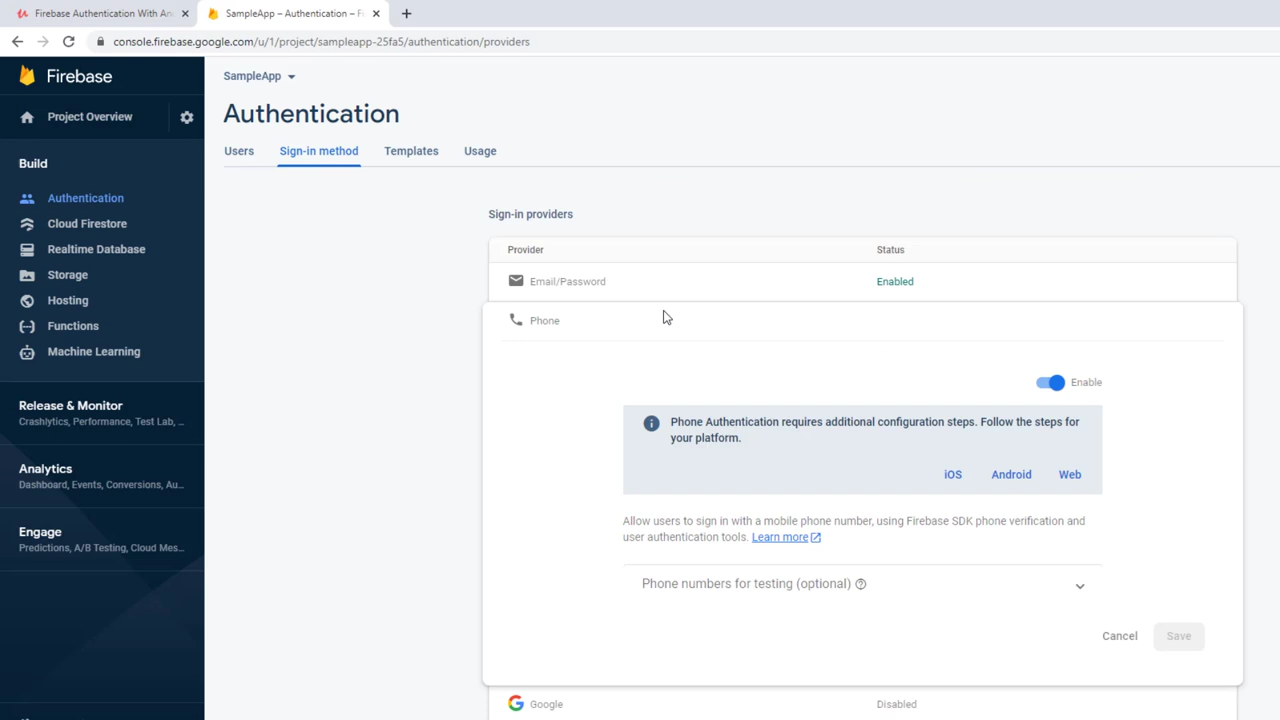 Firebase Authentication With An
SampleApp – Authentication – F
console.firebase.google.com/u/1/project/sampleapp-25fa5/authentication/providers
Firebase
Project Overview
Build
Authentication
Cloud Firestore
Realtime Database
Storage
Hosting
Functions
Machine Learning
Release & Monitor
Crashlytics, Performance, Test Lab, ...
Analytics
Dashboard, Events, Conversions, Au...
Engage
Predictions, A/B Testing, Cloud Mes...
SampleApp
Authentication
Users Sign-in method Templates Usage
Sign-in providers
Provider Status
Email/Password Enabled
Phone
Enable
Phone Authentication requires additional configuration steps. Follow the steps for
your platform.
iOS Android Web
Allow users to sign in with a mobile phone number, using Firebase SDK phone verification and
user authentication tools. Learn more
Phone numbers for testing (optional)
Cancel Save
Google Disabled